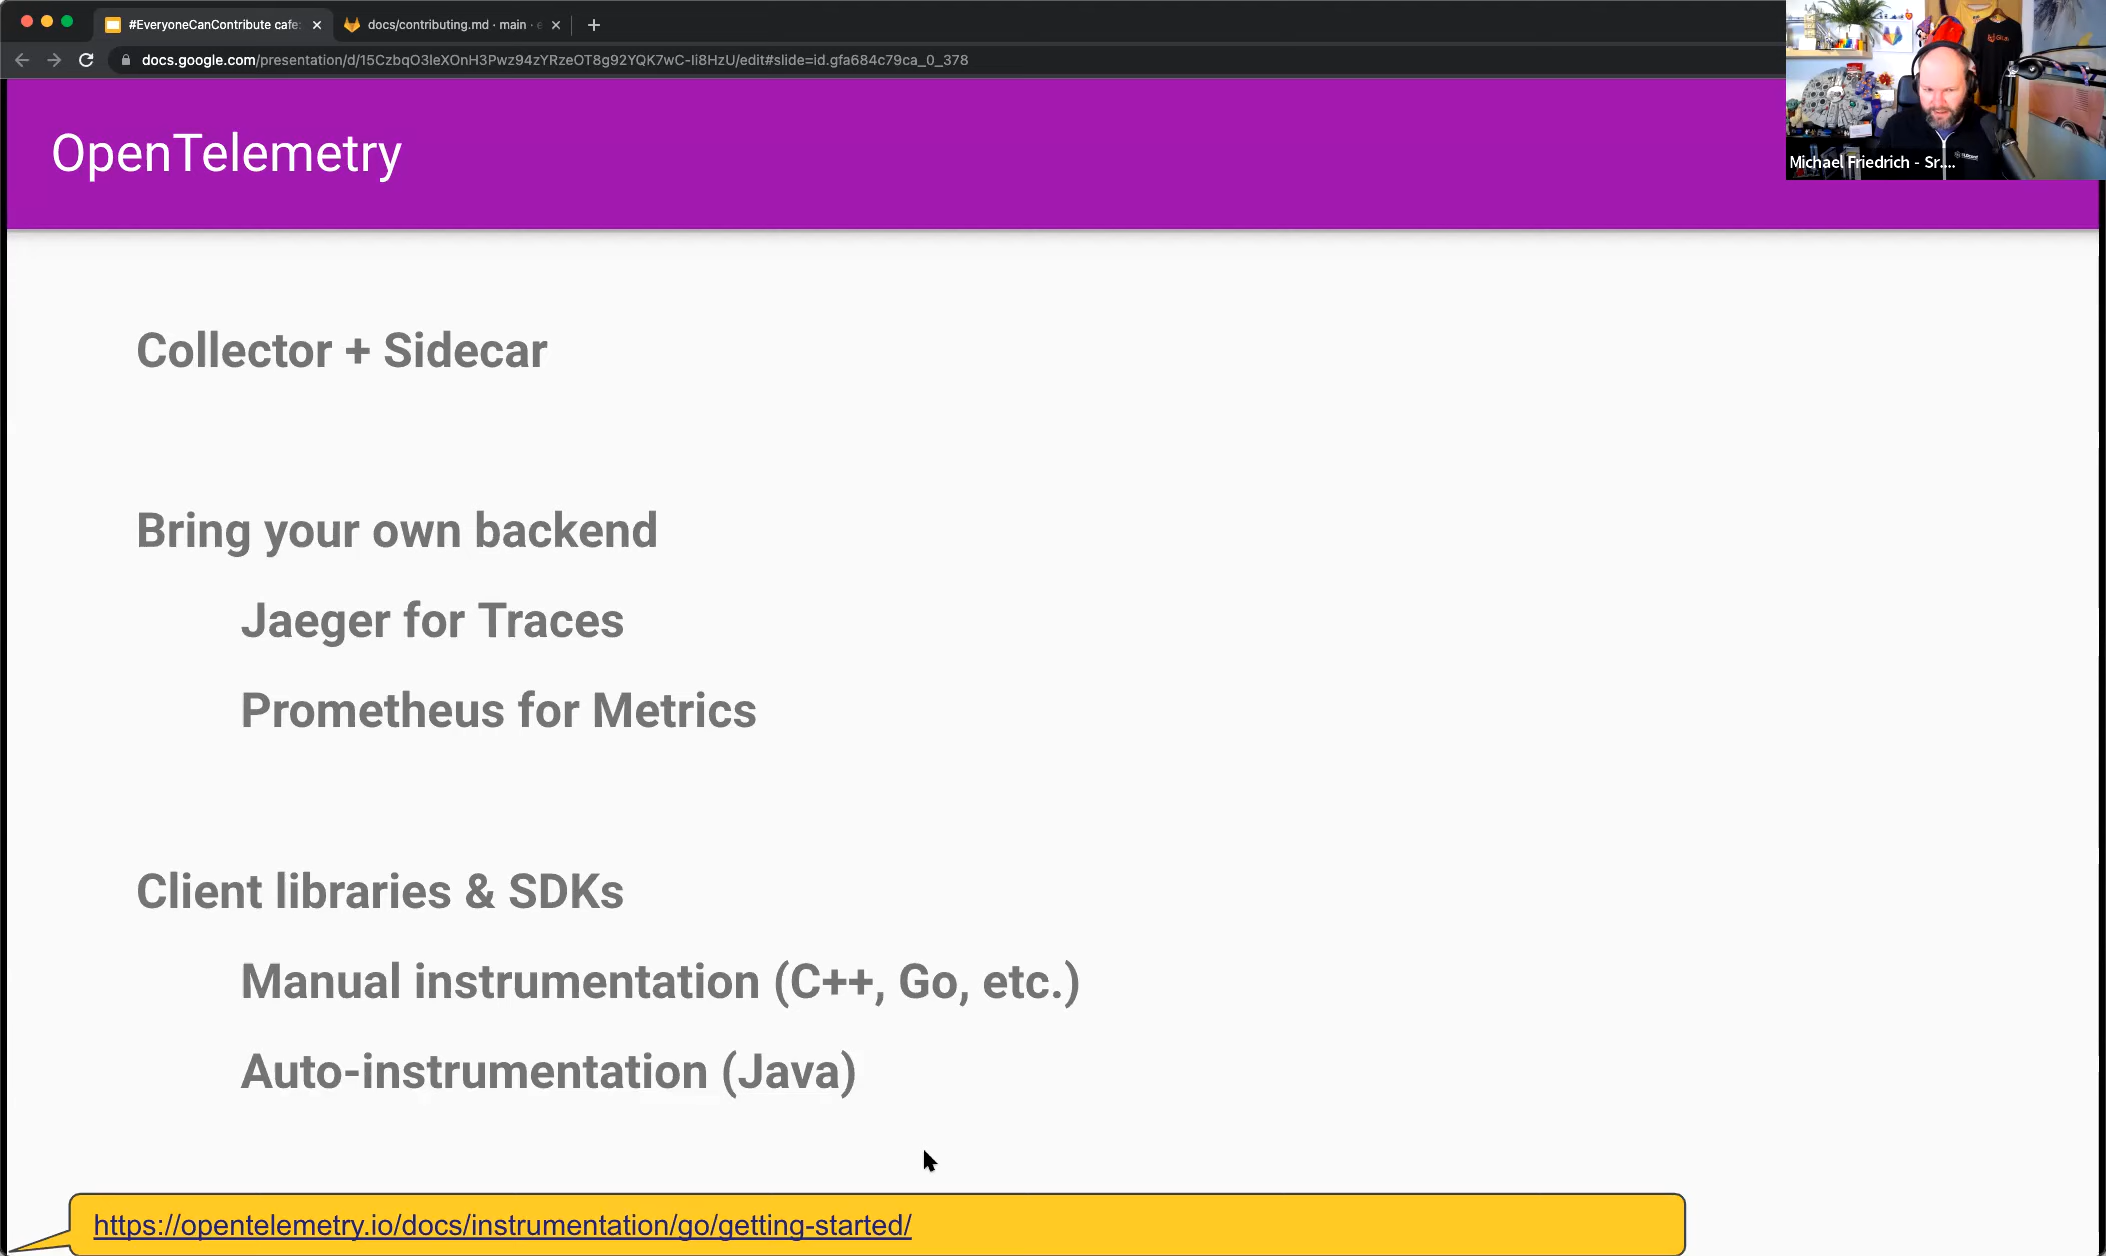 #EveryoneCanContribute cafe:
docs/contributing.md · main ·
docs.google.com/presentation/d/15CzbqO3leXOnH3Pwz94zYRzeOT8g92YQK7wC-Ii8HzU/edit#slide=id.gfa684c79ca_0_378
OpenTelemetry
Michael Friedrich - Sr....
Collector + Sidecar
Bring your own backend
Jaeger for Traces
Prometheus for Metrics
Client libraries & SDKs
Manual instrumentation (C++, Go, etc.)
Auto-instrumentation (Java)
https://opentelemetry.io/docs/instrumentation/go/getting-started/